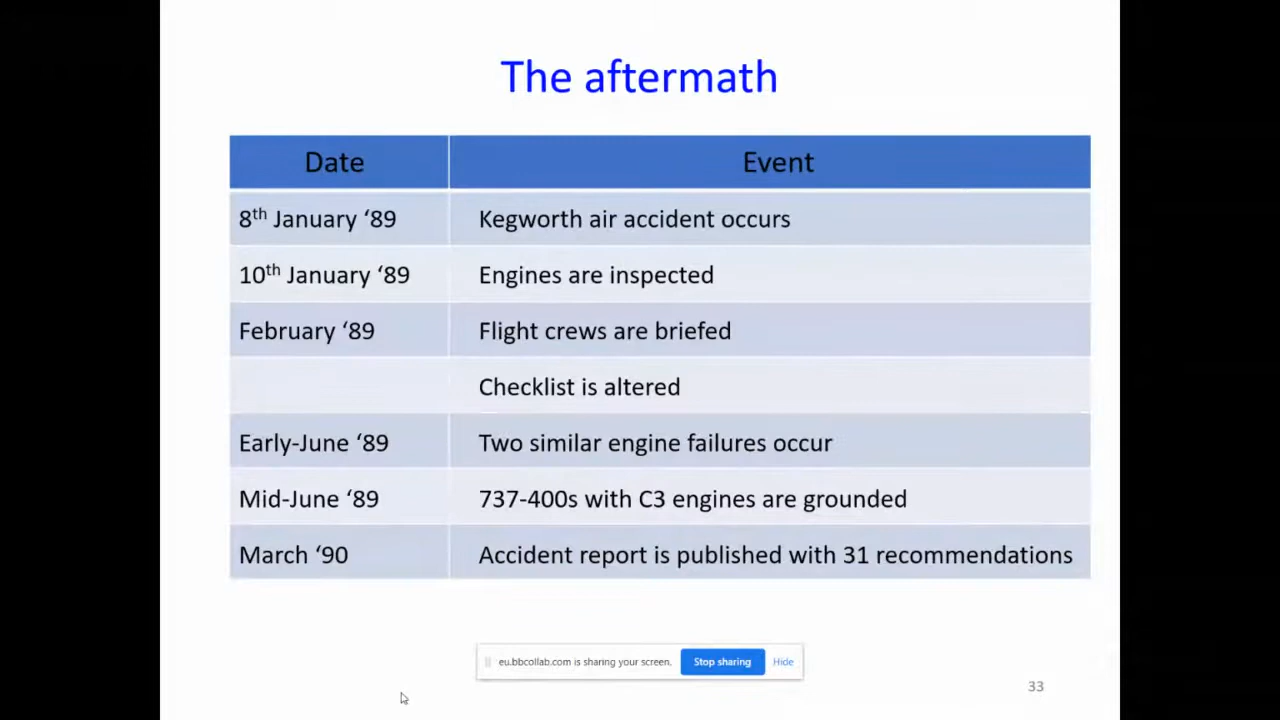 The aftermath
Date Event
8th January ‘89 Kegworth air accident occurs
10th January ‘89 Engines are inspected
February ‘89 Flight crews are briefed
Checklist is altered
Early-June ‘89 Two similar engine failures occur
Mid-June ‘89 737-400s with C3 engines are grounded
March ‘90 Accident report is published with 31 recommendations
eu.bbcollab.com is sharing your screen. Stop sharing Hide
33